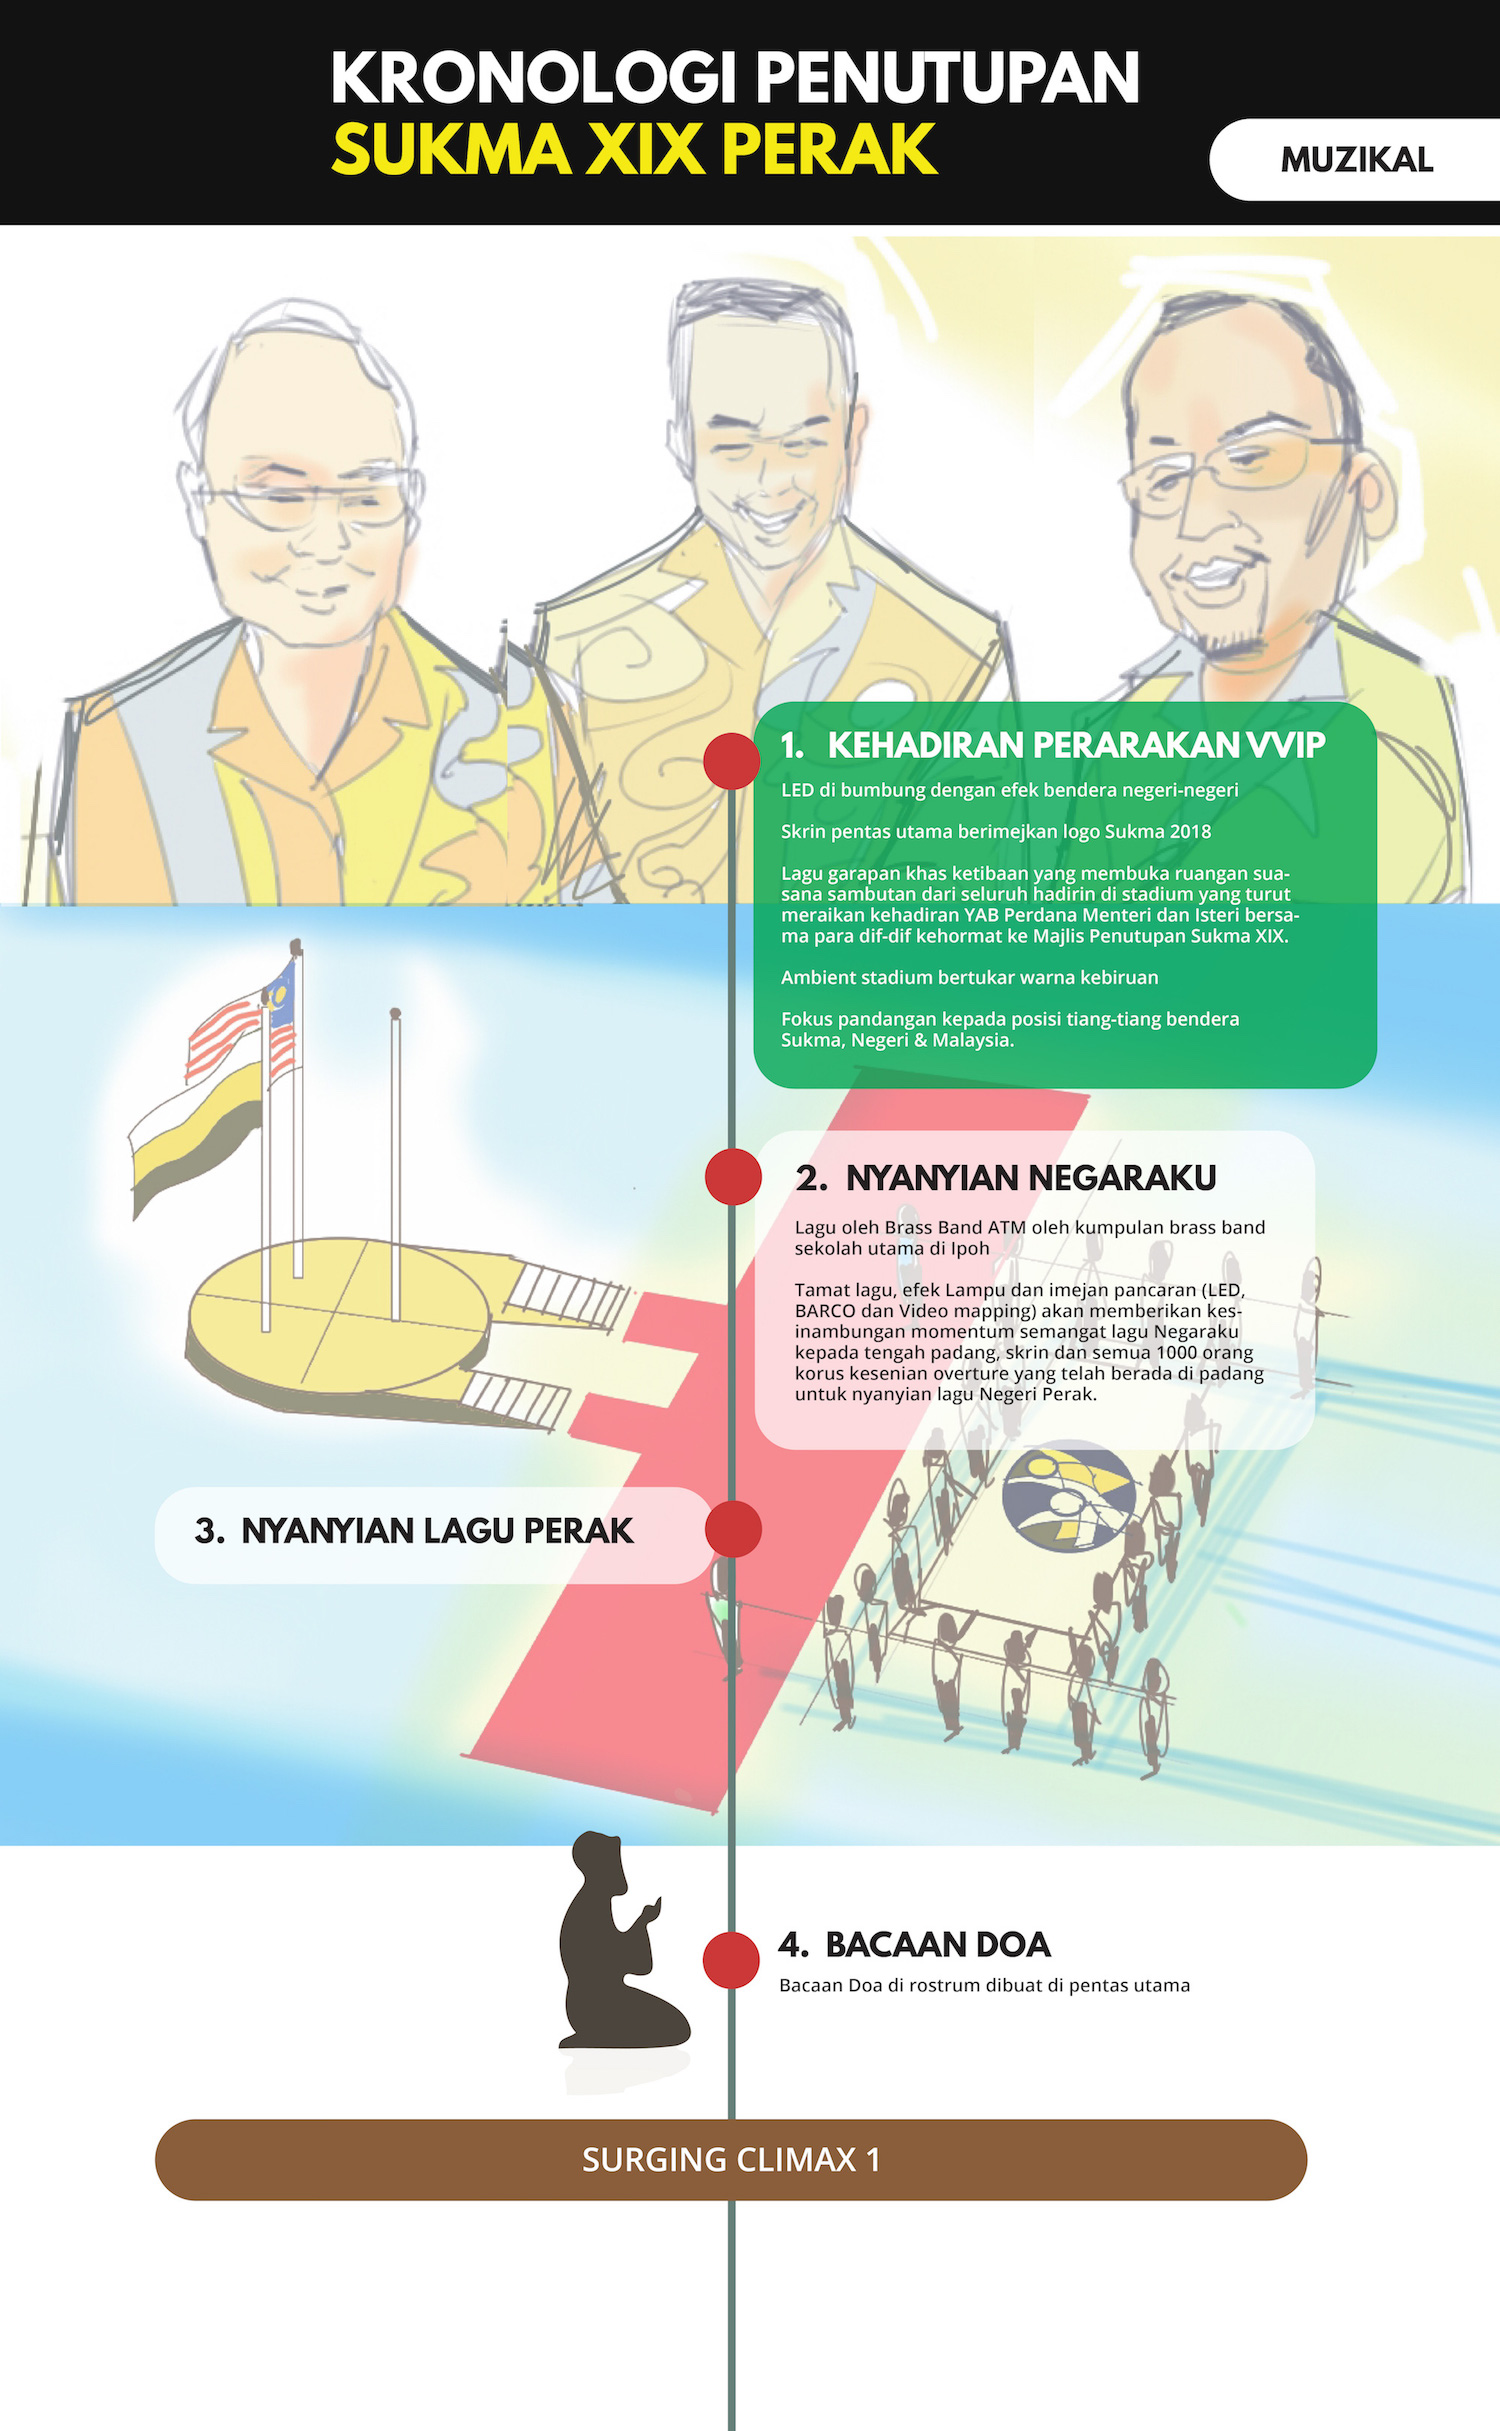 KRONOLOGI PENUTUPAN
SUKMA XIX PERAK
MUZIKAL
1. KEHADIRAN PERARAKAN VVIP
LED di bumbung dengan efek bendera negeri-negeri
Skrin pentas utama berimejkan logo Sukma 2018
Lagu garapan khas ketibaan yang membuka ruangan sua-
sana sambutan dari seluruh hadirin di stadium yang turut
meraikan kehadiran YAB Perdana Menteri dan Isteri bersa-
ma para dif-dif kehormat ke Majlis Penutupan Sukma XIX.
Ambient stadium bertukar warna kebiruan
Fokus pandangan kepada posisi tiang-tiang bendera
Sukma, Negeri & Malaysia.
2. NYANYIAN NEGARAKU
Lagu oleh Brass Band ATM oleh kumpulan brass band
sekolah utama di Ipoh
Tamat lagu, efek Lampu dan imejan pancaran (LED,
BARCO dan Video mapping) akan memberikan kes-
inambungan momentum semangat lagu Negaraku
kepada tengah padang, skrin dan semua 1000 orang
korus kesenian overture yang telah berada di padang
untuk nyanyian lagu Negeri Perak.
3. NYANYIAN LAGU PERAK
4. BACAAN DOA
Bacaan Doa di rostrum dibuat di pentas utama
SURGING CLIMAX 1